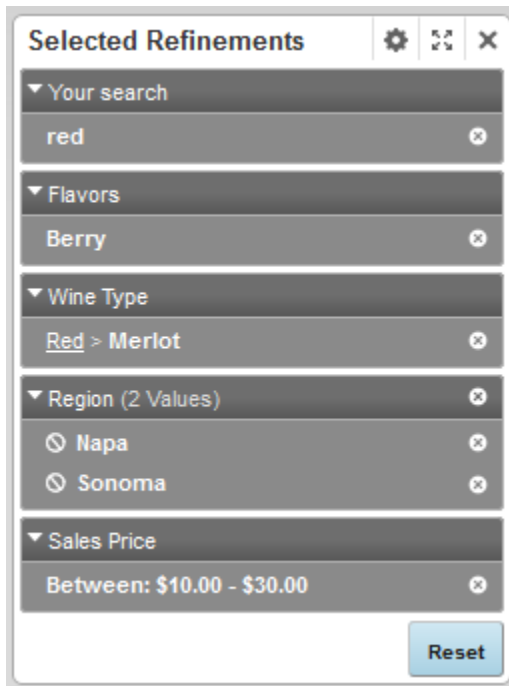 Selected Refinements
Your search
red
Flavors
Berry
Wine Type
Red > Merlot
Region (2 Values)
Napa
Sonoma
Sales Price
Between: $10.00 - $30.00
Reset